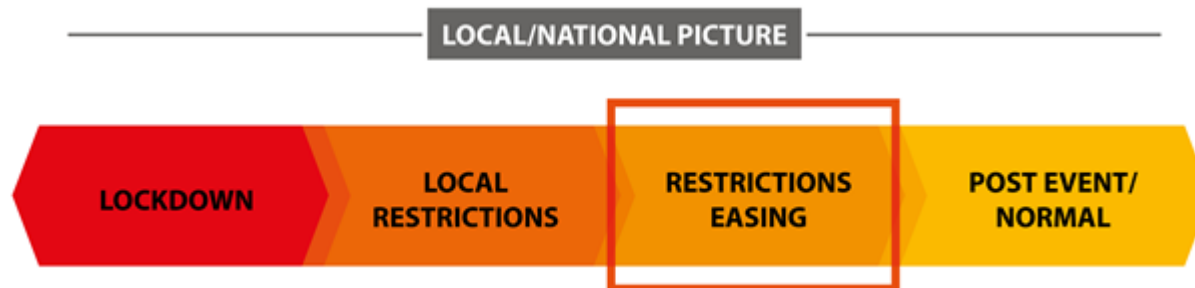 LOCAL/NATIONAL PICTURE
LOCKDOWN
LOCAL
RESTRICTIONS
RESTRICTIONS
EASING
POST EVENT/
NORMAL